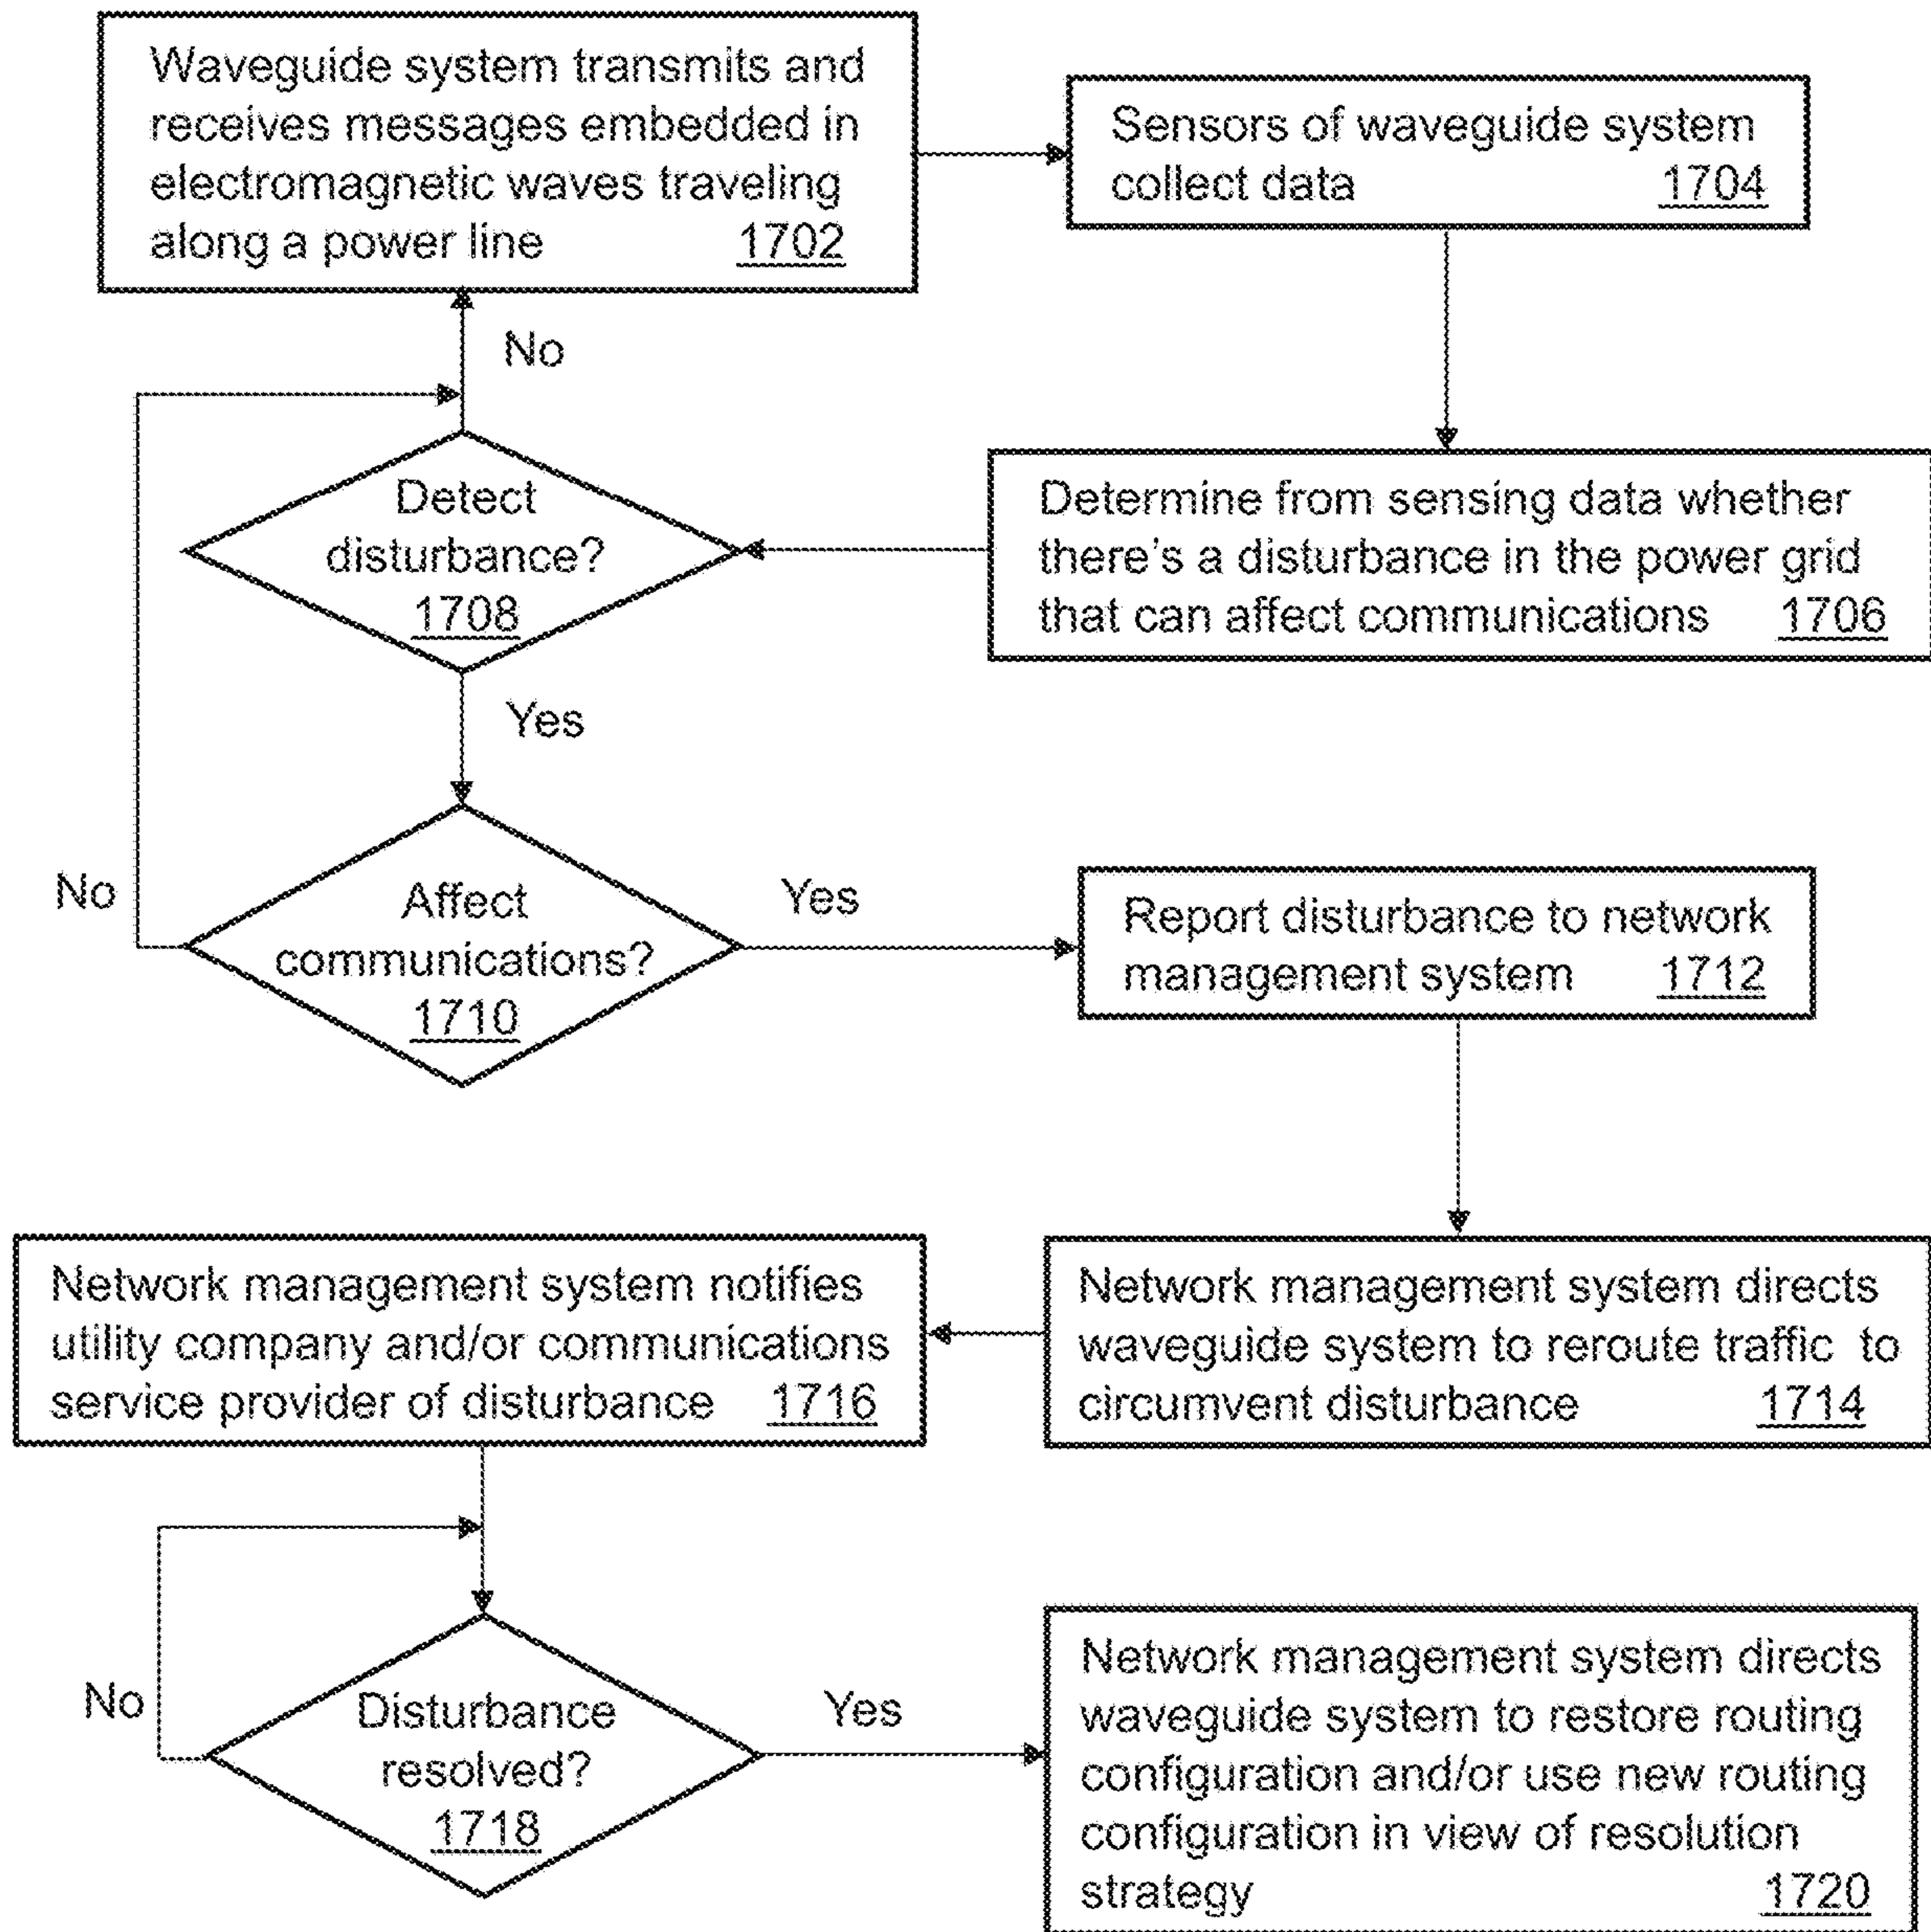 Waveguide system transmits and
receives messages embedded in
electromagnetic waves traveling
along a power line 1702
Sensors of waveguide system
collect data 1704
No
Detect
disturbance?
1708
Determine from sensing data whether
there's a disturbance in the power grid
that can affect communications 1706
Yes
No
Affect
communications?
1710
Yes
Report disturbance to network
management system 1712
Network management system notifies
utility company and/or communications
service provider of disturbance 1716
Network management system directs
waveguide system to reroute traffic to
circumvent disturbance 1714
No
Disturbance
resolved?
1718
Yes
Network management system directs
waveguide system to restore routing
configuration and/or use new routing
configuration in view of resolution
strategy 1720